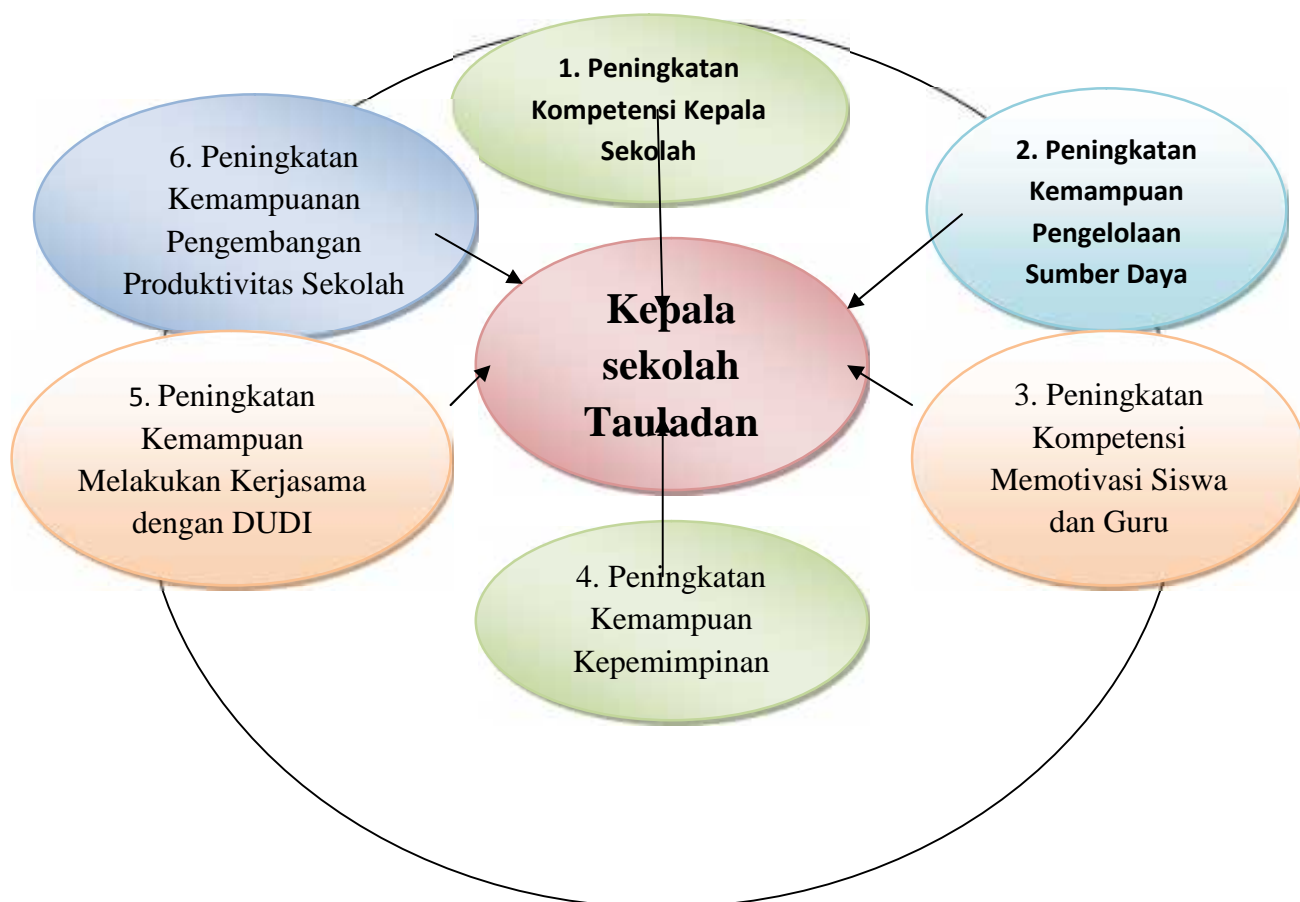 1. Peningkatan
Kompetensi Kepala
Sekolah
2. Peningkatan
Kemampuan
Pengelolaan
Sumber Daya
3. Peningkatan
Kompetensi
Memotivasi Siswa
dan Guru
4. Peningkatan
Kemampuan
Kepemimpinan
5. Peningkatan
Kemampuan
Melakukan Kerjasama
dengan DUDI
6. Peningkatan
Kemampuanan
Pengembangan
Produktivitas Sekolah
Kepala
sekolah
Tauladan